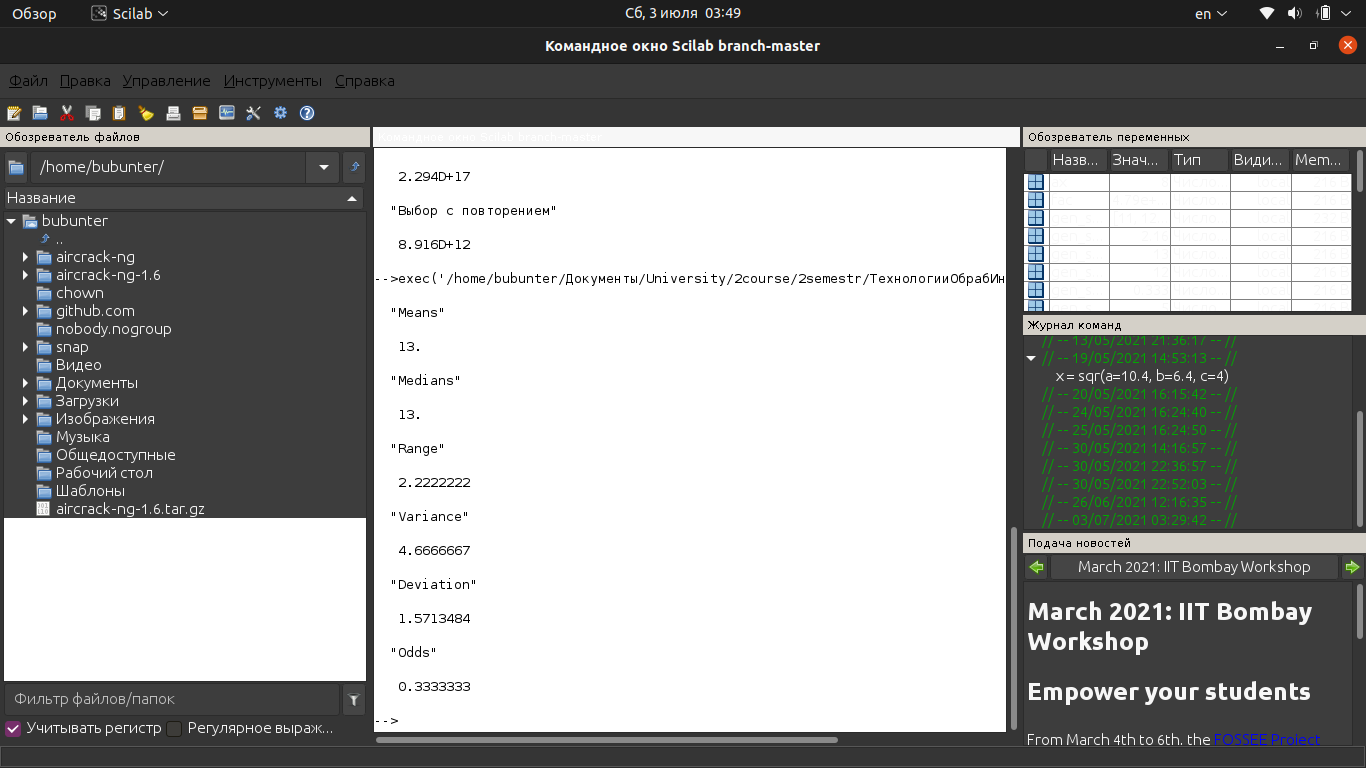 Обзор
Scilab
Сб, 3 июля 03:49
en
Командное окно Scilab branch-master
Файл Правка Управление Инструменты Справка
Обозреватель файлов
/home/bubunter/
Название
bubunter
..
aircrack-ng
aircrack-ng-1.6
chown
github.com
nobody.nogroup
snap
Видео
Документы
Загрузки
Изображения
Музыка
Общедоступные
Рабочий стол
Шаблоны
aircrack-ng-1.6.tar.gz
Фильтр файлов/папок
Учитывать регистр
Регулярное выраж...
Командное окно Scilab branch-master
2.294D+17
"Выбор с повторением"
8.916D+12
-->exec('/home/bubunter/Документы/University/2course/2semestr/ТехнологииОбрабИн
"Means"
13.
"Medians"
13.
"Range"
2.2222222
"Variance"
4.6666667
"Deviation"
1.5713484
"Odds"
0.3333333
-->
Обозреватель переменных
Назв... Знач... Тип Види... Mem...
Журнал команд
// -- 13/05/2021 21:36:17 -- //
// -- 19/05/2021 14:53:13 -- //
x = sqr(a=10.4, b=6.4, c=4)
// -- 20/05/2021 16:15:42 -- //
// -- 24/05/2021 16:24:40 -- //
// -- 25/05/2021 16:24:50 -- //
// -- 30/05/2021 14:16:57 -- //
// -- 30/05/2021 22:36:57 -- //
// -- 30/05/2021 22:52:03 -- //
// -- 26/06/2021 12:16:35 -- //
// -- 03/07/2021 03:29:42 -- //
Подача новостей
March 2021: IIT Bombay Workshop
March 2021: IIT Bombay
Workshop
Empower your students
From March 4th to 6th, the FOSSEE Project